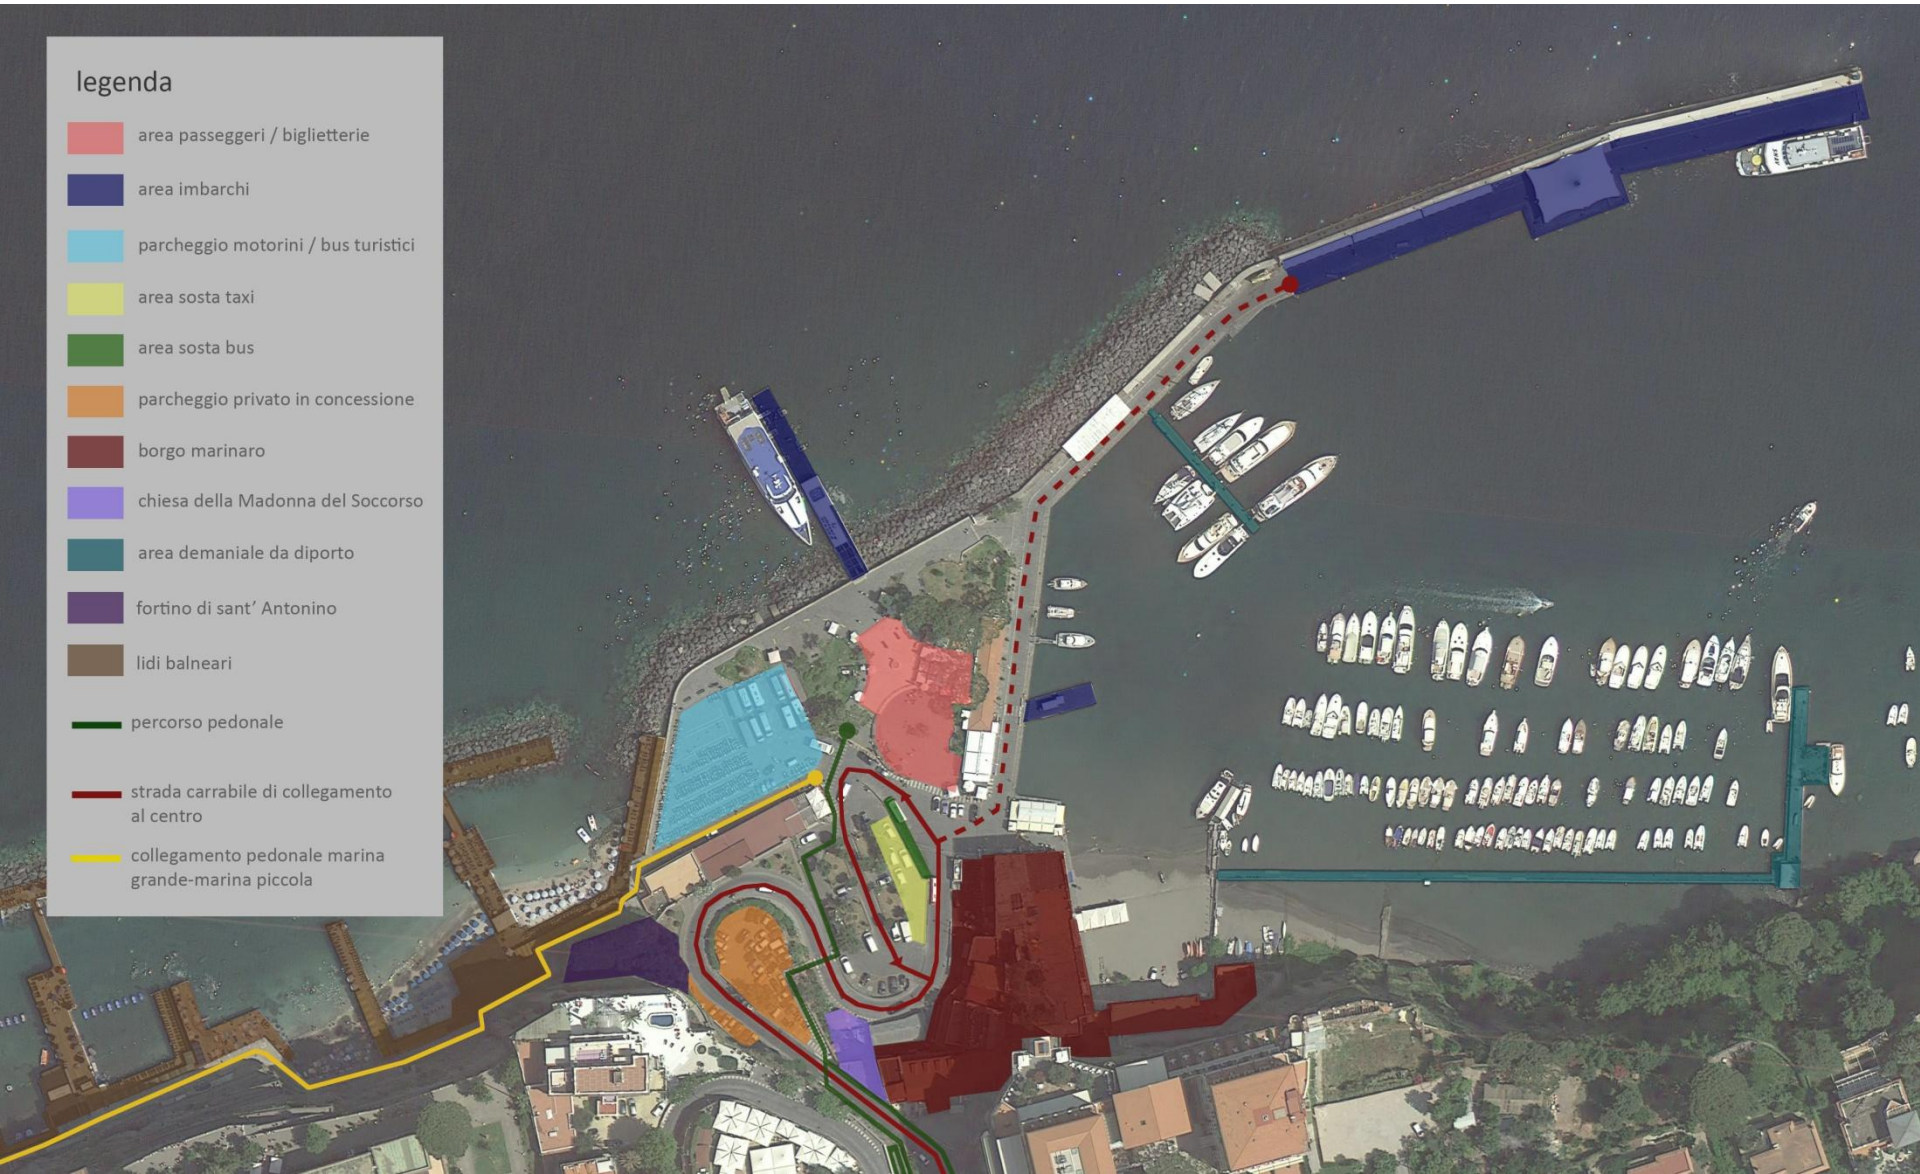 legenda
area passeggeri / biglietterie
area imbarchi
parcheggio motorini / bus turistici
area sosta taxi
area sosta bus
parcheggio privato in concessione
borgo marinaro
chiesa della Madonna del Soccorso
area demaniale da diporto
fortino di sant’ Antonino
lidi balneari
percorso pedonale
strada carrabile di collegamento
al centro
collegamento pedonale marina
grande-marina piccola